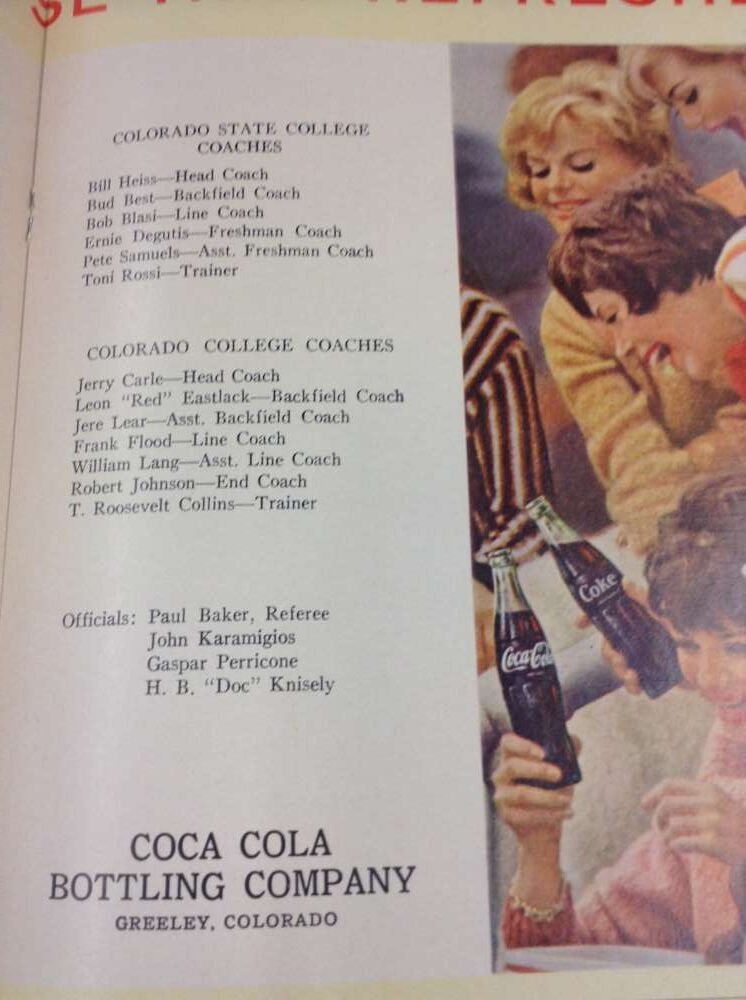 COLORADO STATE COLLEGE
COACHES
Bill Heiss—Head Coach
Bud Best—Backfield Coach
Bob Blasi—Line Coach
Ernie Degutis—Freshman Coach
Pete Samuels—Asst. Freshman Coach
Toni Rossi—Trainer
COLORADO COLLEGE COACHES
Jerry Carle—Head Coach
Leon "Red" Eastlack—Backfield Coach
Jere Lear—Asst. Backfield Coach
Frank Flood—Line Coach
William Lang—Asst. Line Coach
Robert Johnson—End Coach
T. Roosevelt Collins—Trainer
Officials: Paul Baker, Referee
John Karamigios
Gaspar Perricone
H. B. "Doc" Knisely
COCA COLA
BOTTLING COMPANY
GREELEY, COLORADO
Coke
Coca-Cola